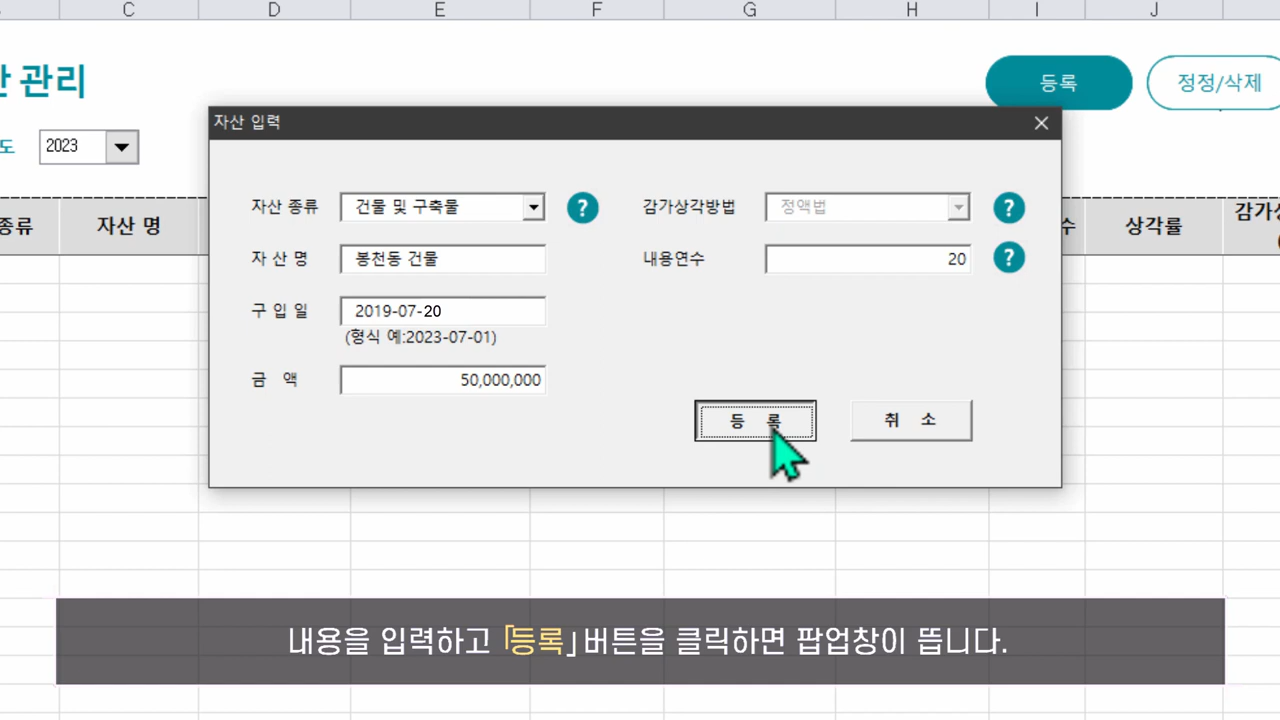 C D E F G H I J
관리
등록
정정/삭제
도 2023
종류 자산 명 수 상각률 감가
자산 입력
자산 종류 건물 및 구축물 ? 감가상각방법 정액법 ?
자 산 명 봉천동 건물 내용연수 20 ?
구 입 일 2019-07-20
(형식 예:2023-07-01)
금 액 50,000,000
등 록 취 소
내용을 입력하고 「등록」 버튼을 클릭하면 팝업창이 뜹니다.